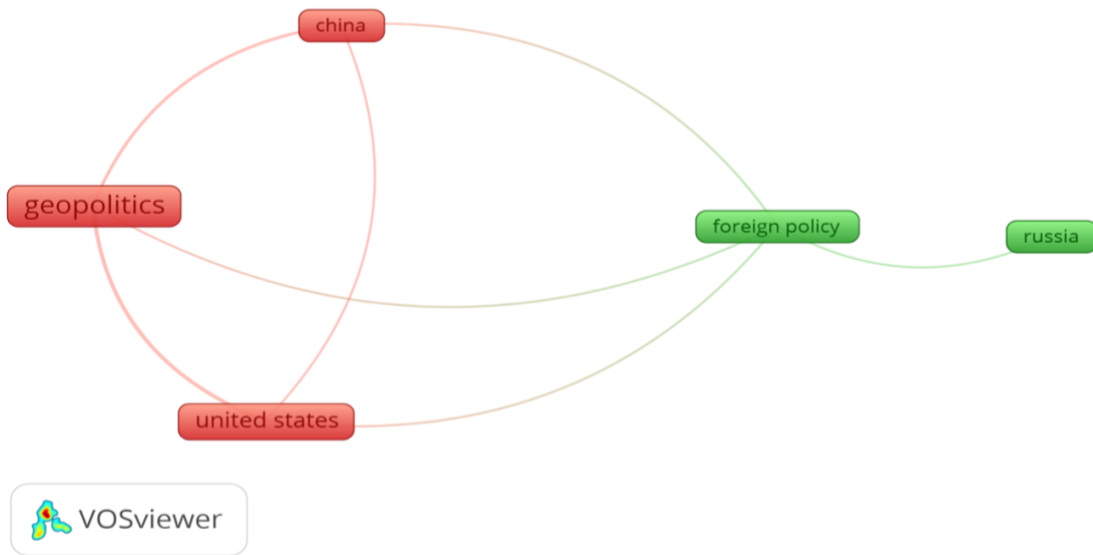 china
geopolitics
foreign policy
russia
united states
VOSviewer